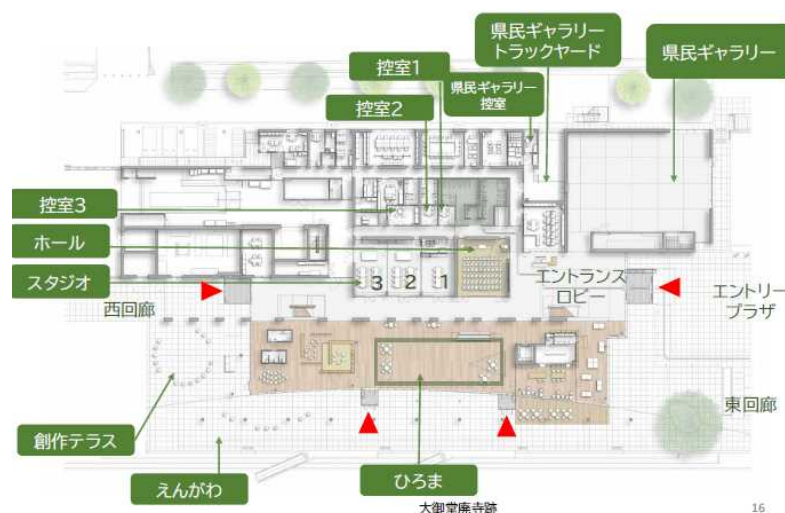 県民ギャラリー
トラックヤード
県民ギャラリー
控室1
県民ギャラリー
控室
控室2
控室3
ホール
スタジオ
3
2
1
エントランス
ロビー
エントリー
プラザ
西回廊
東回廊
創作テラス
えんがわ
ひろま
大御堂廃寺跡
16